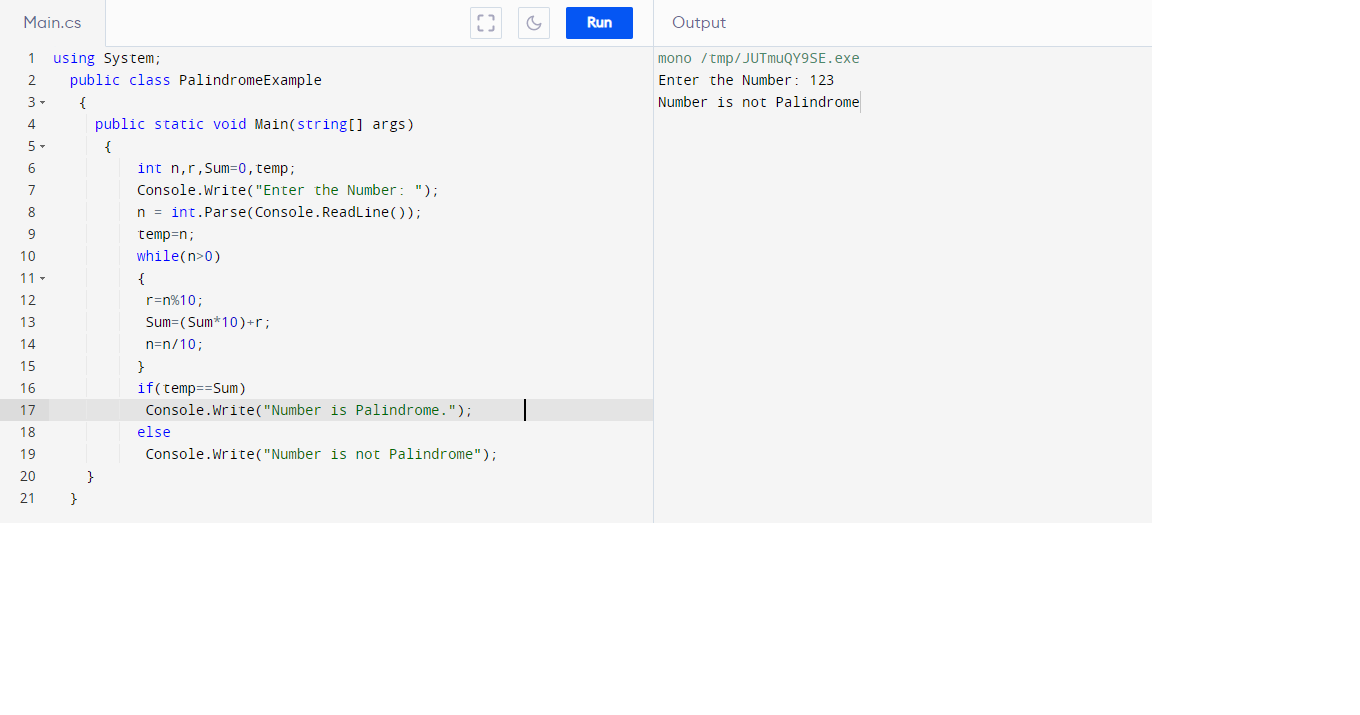 Main.cs
Run
Output
1 using System;
2 public class PalindromeExample
3 {
4 public static void Main(string[] args)
5 {
6 int n,r,Sum=0,temp;
7 Console.Write("Enter the Number: ");
8 n = int.Parse(Console.ReadLine());
9 temp=n;
10 while(n>0)
11 {
12 r=n%10;
13 Sum=(Sum*10)+r;
14 n=n/10;
15 }
16 if(temp==Sum)
17 Console.Write("Number is Palindrome.");
18 else
19 Console.Write("Number is not Palindrome");
20 }
21 }
mono /tmp/JUTmuQY9SE.exe
Enter the Number: 123
Number is not Palindrome